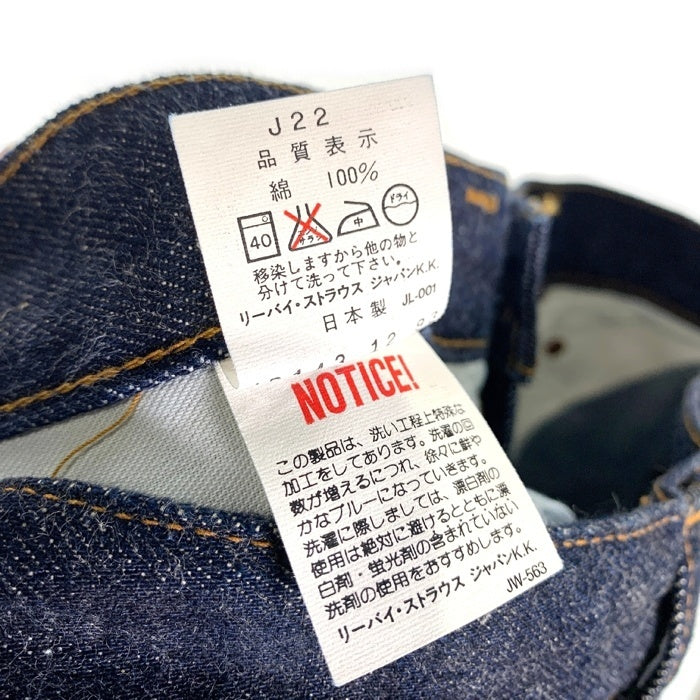 J22
品質表示
綿 100%
40 エンソサラシ 中 ドライ
移染しますから他の物と
分けて洗って下さい。
リーバイ・ストラウス ジャパンK.K.
日本製 JL-001
12
NOTICE!
この製品は、洗い工程上特殊な
加工をしてあります。洗濯の回
数が増えるにつれ、徐々に鮮や
かなブルーになっていきます。
洗濯に際しましては、漂白剤の
使用は絶対に避けるとともに漂
白剤・蛍光剤の含まれていない
洗剤の使用をおすすめします。
リーバイ・ストラウス ジャパンK.K.
JW-563